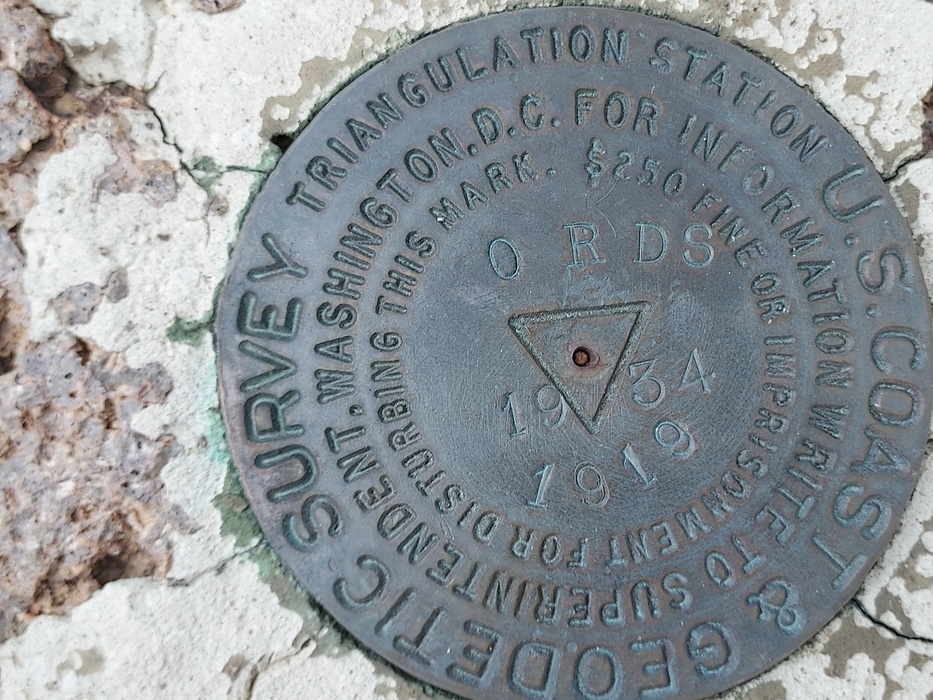 U.S. COAST & GEODETIC SURVEY
TRIANGULATION STATION
FOR INFORMATION WRITE TO SUPERINTENDENT. WASHINGTON. D.C.
$250 FINE OR IMPRISONMENT FOR DISTURBING THIS MARK.
O RDS
1934
1919